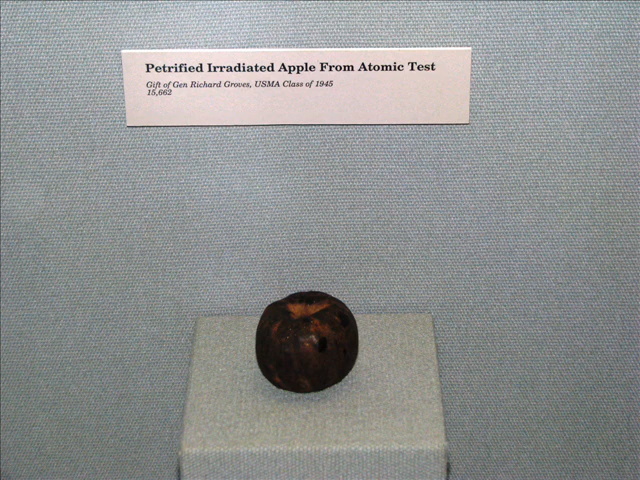 Petrified Irradiated Apple From Atomic Test
Gift of Gen Richard Groves, USMA Class of 1945
15,662